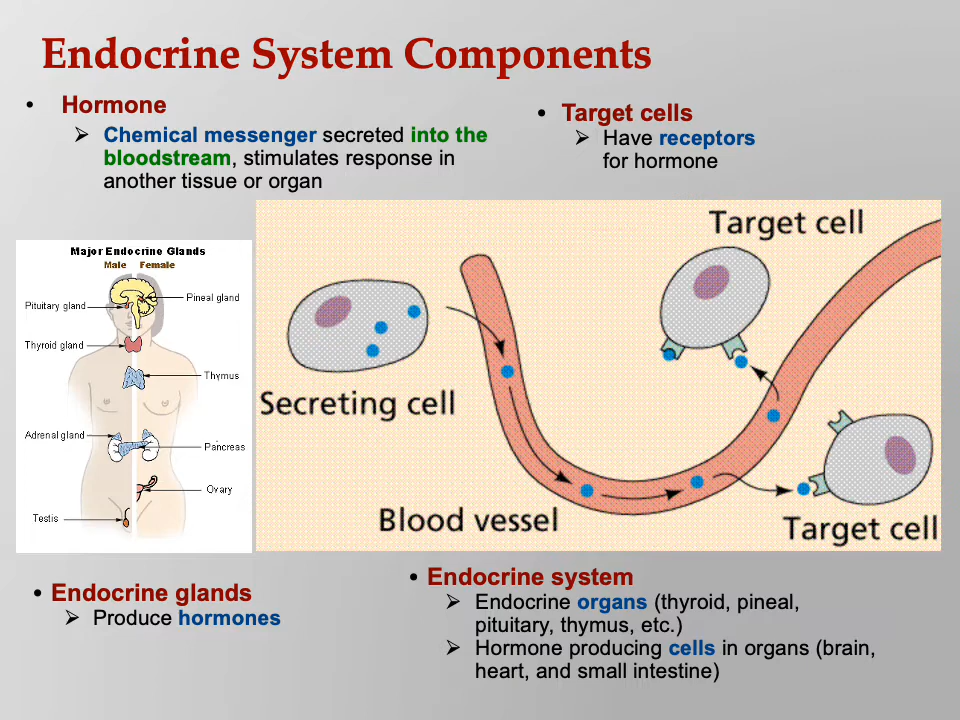 Endocrine System Components
• Hormone
➢ Chemical messenger secreted into the
bloodstream, stimulates response in
another tissue or organ
• Target cells
➢ Have receptors
for hormone
Major Endocrine Glands
Male Female
Pituitary gland
Pineal gland
Thyroid gland
Thymus
Adrenal gland
Pancreas
Ovary
Testis
Target cell
Secreting cell
Blood vessel
Target cell
• Endocrine glands
➢ Produce hormones
• Endocrine system
➢ Endocrine organs (thyroid, pineal,
pituitary, thymus, etc.)
➢ Hormone producing cells in organs (brain,
heart, and small intestine)